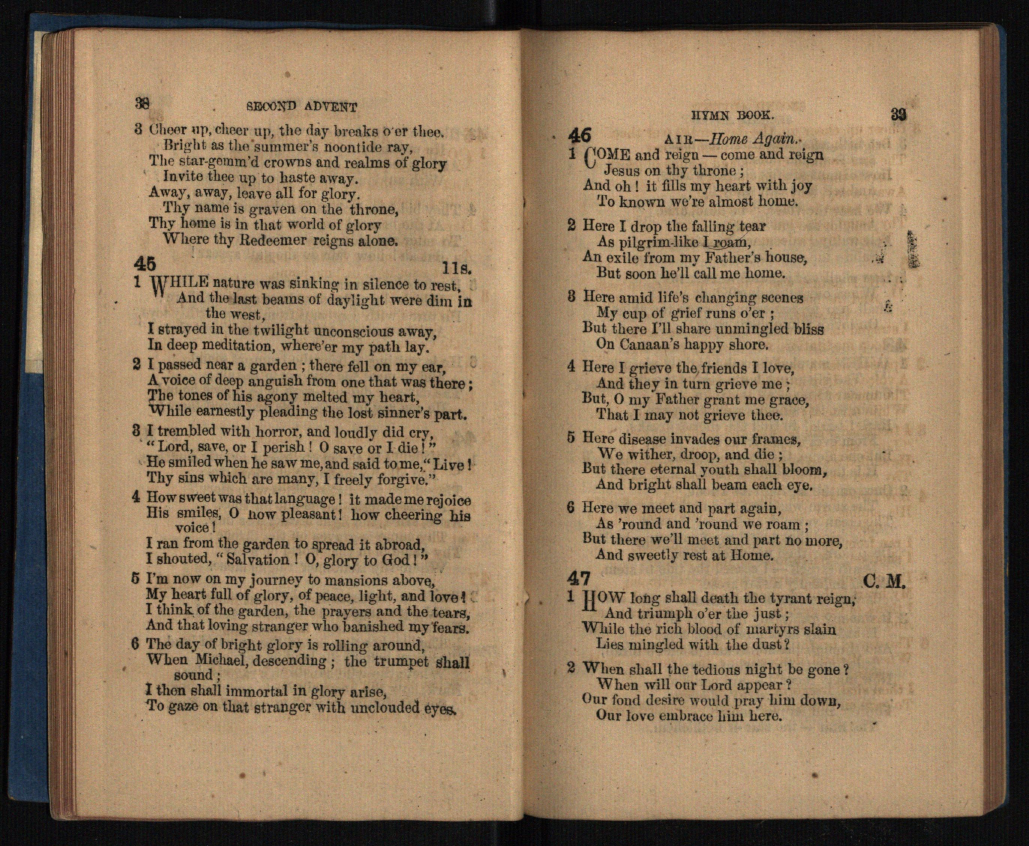 38
SECOND ADVENT
3 Cheer up, cheer up, the day breaks o'er thee,
Bright as the summer's noontide ray,
The star-gemm'd crowns and realms of glory
Invite thee up to haste away.
Away, away, leave all for glory.
Thy name is graven on the throne,
Thy home is in that world of glory
Where thy Redeemer reigns alone.
45 11s.
1 WHILE nature was sinking in silence to rest,
And the last beams of daylight were dim in
the west,
I strayed in the twilight unconscious away,
In deep meditation, where'er my path lay.
2 I passed near a garden ; there fell on my ear,
A voice of deep anguish from one that was there ;
The tones of his agony melted my heart,
While earnestly pleading the lost sinner's part.
3 I trembled with horror, and loudly did cry,
"Lord, save, or I perish ! O save or I die !"
He smiled when he saw me, and said to me, "Live !
Thy sins which are many, I freely forgive."
4 How sweet was that language ! it made me rejoice
His smiles, O how pleasant! how cheering his
voice !
I ran from the garden to spread it abroad,
I shouted, "Salvation ! O, glory to God !"
5 I'm now on my journey to mansions above,
My heart full of glory, of peace, light, and love !
I think of the garden, the prayers and the tears,
And that loving stranger who banished my fears.
6 The day of bright glory is rolling around,
When Michael, descending ; the trumpet shall
sound ;
I then shall immortal in glory arise,
To gaze on that stranger with unclouded eyes.
HYMN BOOK.
39
46 AIR—Home Again.
1 COME and reign — come and reign
Jesus on thy throne ;
And oh ! it fills my heart with joy
To known we're almost home.
2 Here I drop the falling tear
As pilgrim-like I roam,
An exile from my Father's house,
But soon he'll call me home.
3 Here amid life's changing scenes
My cup of grief runs o'er ;
But there I'll share unmingled bliss
On Canaan's happy shore.
4 Here I grieve the friends I love,
And they in turn grieve me ;
But, O my Father grant me grace,
That I may not grieve thee.
5 Here disease invades our frames,
We wither, droop, and die ;
But there eternal youth shall bloom,
And bright shall beam each eye.
6 Here we meet and part again,
As 'round and 'round we roam ;
But there we'll meet and part no more,
And sweetly rest at Home.
47 C. M.
1 HOW long shall death the tyrant reign,
And triumph o'er the just ;
While the rich blood of martyrs slain
Lies mingled with the dust ?
2 When shall the tedious night be gone ?
When will our Lord appear ?
Our fond desire would pray him down,
Our love embrace him here.